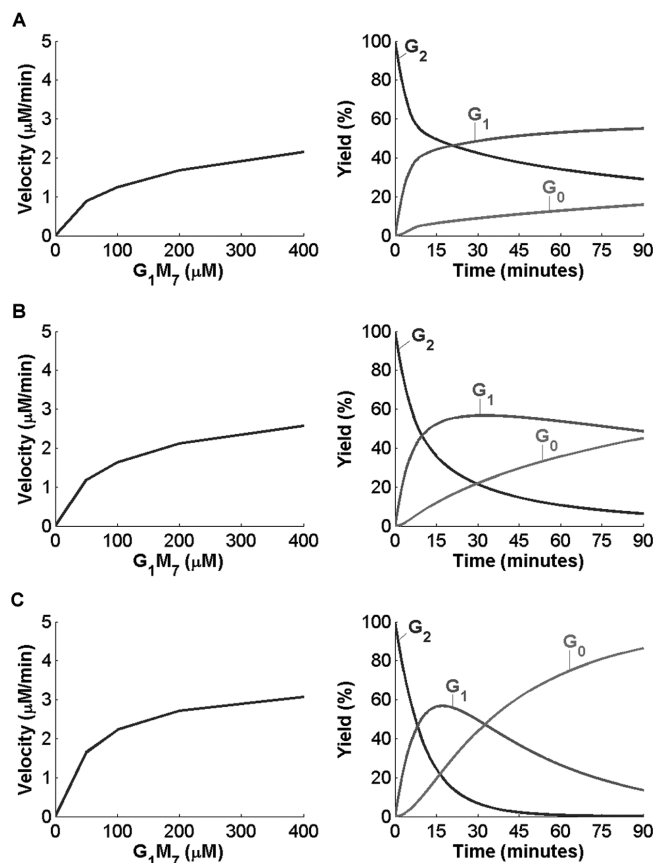 A
Velocity (μM/min)
5
4
3
2
1
0
0 100 200 300 400
G₁M₇ (μM)
Yield (%)
100
80
60
40
20
0
G₂
G₁
G₀
0 15 30 45 60 75 90
Time (minutes)
B
Velocity (μM/min)
5
4
3
2
1
0
0 100 200 300 400
G₁M₇ (μM)
Yield (%)
100
80
60
40
20
0
G₂
G₁
G₀
0 15 30 45 60 75 90
Time (minutes)
C
Velocity (μM/min)
5
4
3
2
1
0
0 100 200 300 400
G₁M₇ (μM)
Yield (%)
100
80
60
40
20
0
G₂
G₁
G₀
0 15 30 45 60 75 90
Time (minutes)